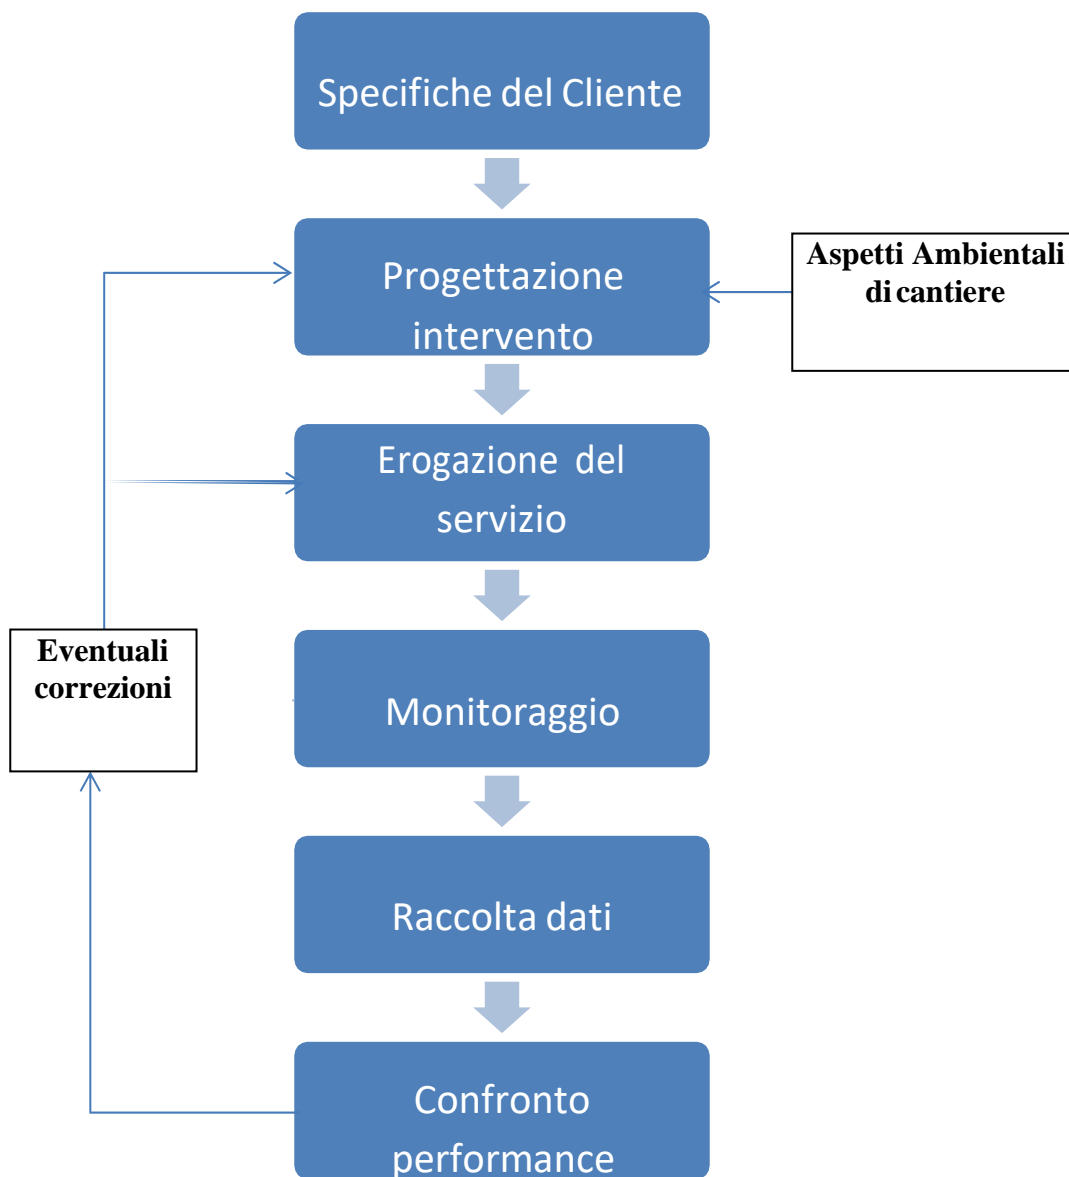 Specifiche del Cliente
Progettazione
intervento
Aspetti Ambientali
di cantiere
Erogazione del
servizio
Eventuali
correzioni
Monitoraggio
Raccolta dati
Confronto
performance